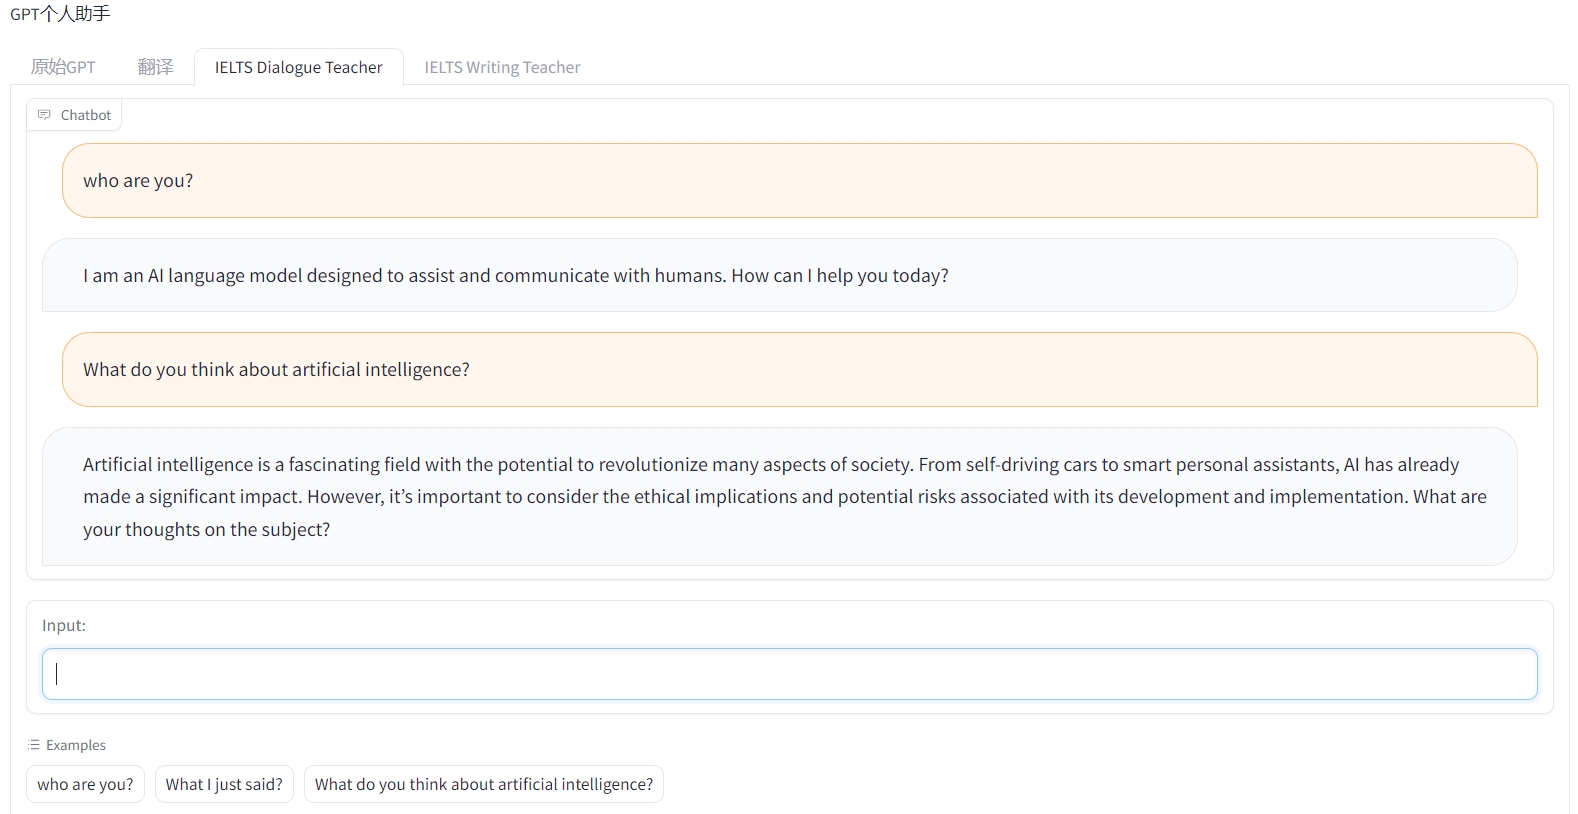 GPT个人助手
原始GPT
翻译
IELTS Dialogue Teacher
IELTS Writing Teacher
Chatbot
who are you?
I am an AI language model designed to assist and communicate with humans. How can I help you today?
What do you think about artificial intelligence?
Artificial intelligence is a fascinating field with the potential to revolutionize many aspects of society. From self-driving cars to smart personal assistants, AI has already
made a significant impact. However, it’s important to consider the ethical implications and potential risks associated with its development and implementation. What are
your thoughts on the subject?
Input:
Examples
who are you?
What I just said?
What do you think about artificial intelligence?